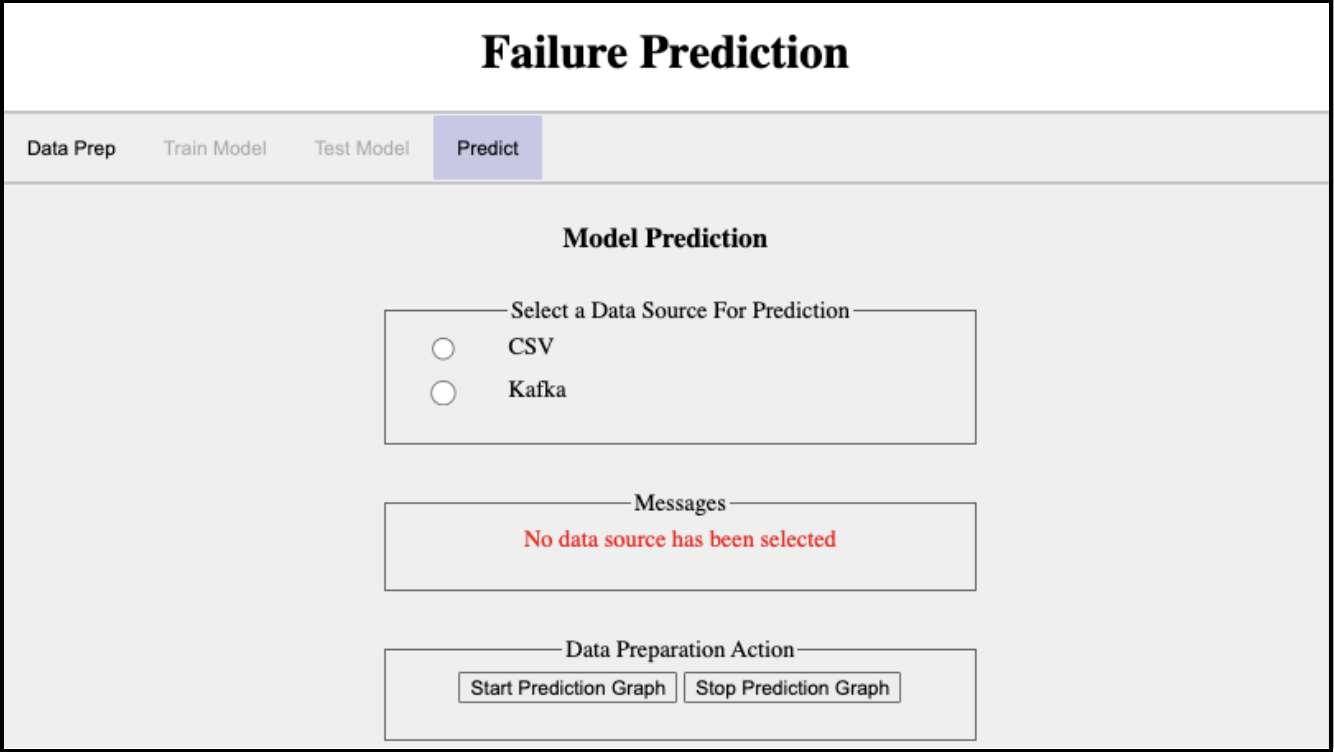 Failure Prediction
Data Prep Train Model Test Model Predict
Model Prediction
Select a Data Source For Prediction
CSV
Kafka
Messages
No data source has been selected
Data Preparation Action
Start Prediction Graph Stop Prediction Graph